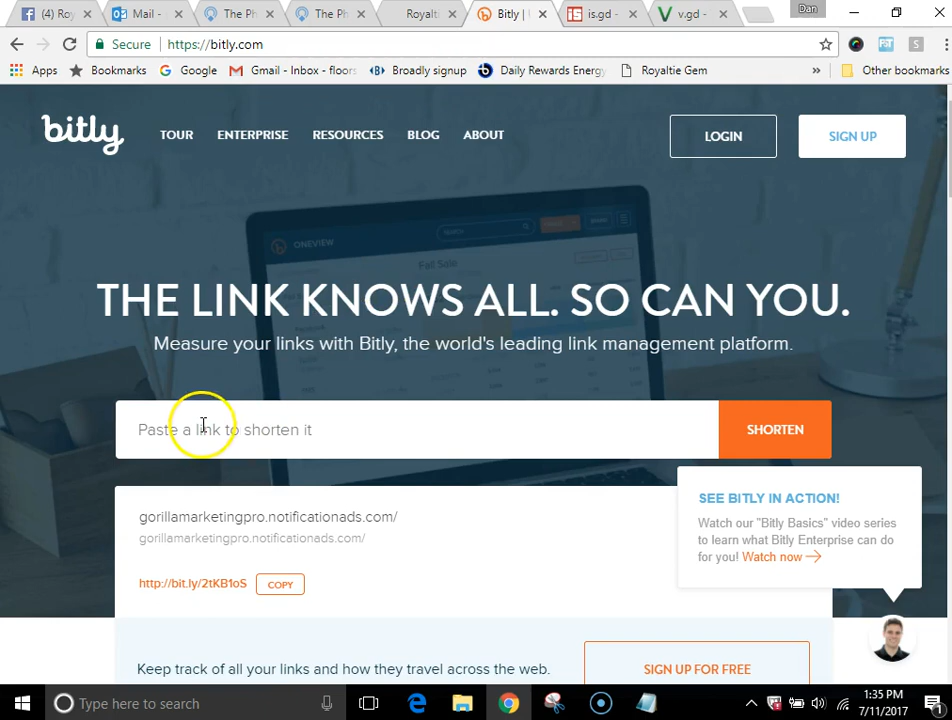 (4) Roy
Mail -
The Ph
The Ph
Royalti
Bitly |
is.gd -
v.gd -
Dan
Secure
https://bitly.com
Apps
Bookmarks
Google
Gmail - Inbox - floors
Broadly signup
Daily Rewards Energy
Royaltie Gem
»
Other bookmarks
bitly
TOUR
ENTERPRISE
RESOURCES
BLOG
ABOUT
LOGIN
SIGN UP
ONEVIEW
SEARCH
Fall Sale
THE LINK KNOWS ALL. SO CAN YOU.
Measure your links with Bitly, the world's leading link management platform.
Paste a link to shorten it
SHORTEN
gorillamarketingpro.notificationads.com/
gorillamarketingpro.notificationads.com/
http://bit.ly/2tKB1oS
COPY
SEE BITLY IN ACTION!
Watch our "Bitly Basics" video series
to learn what Bitly Enterprise can do
for you! Watch now
Keep track of all your links and how they travel across the web.
SIGN UP FOR FREE
Type here to search
1:35 PM
7/11/2017